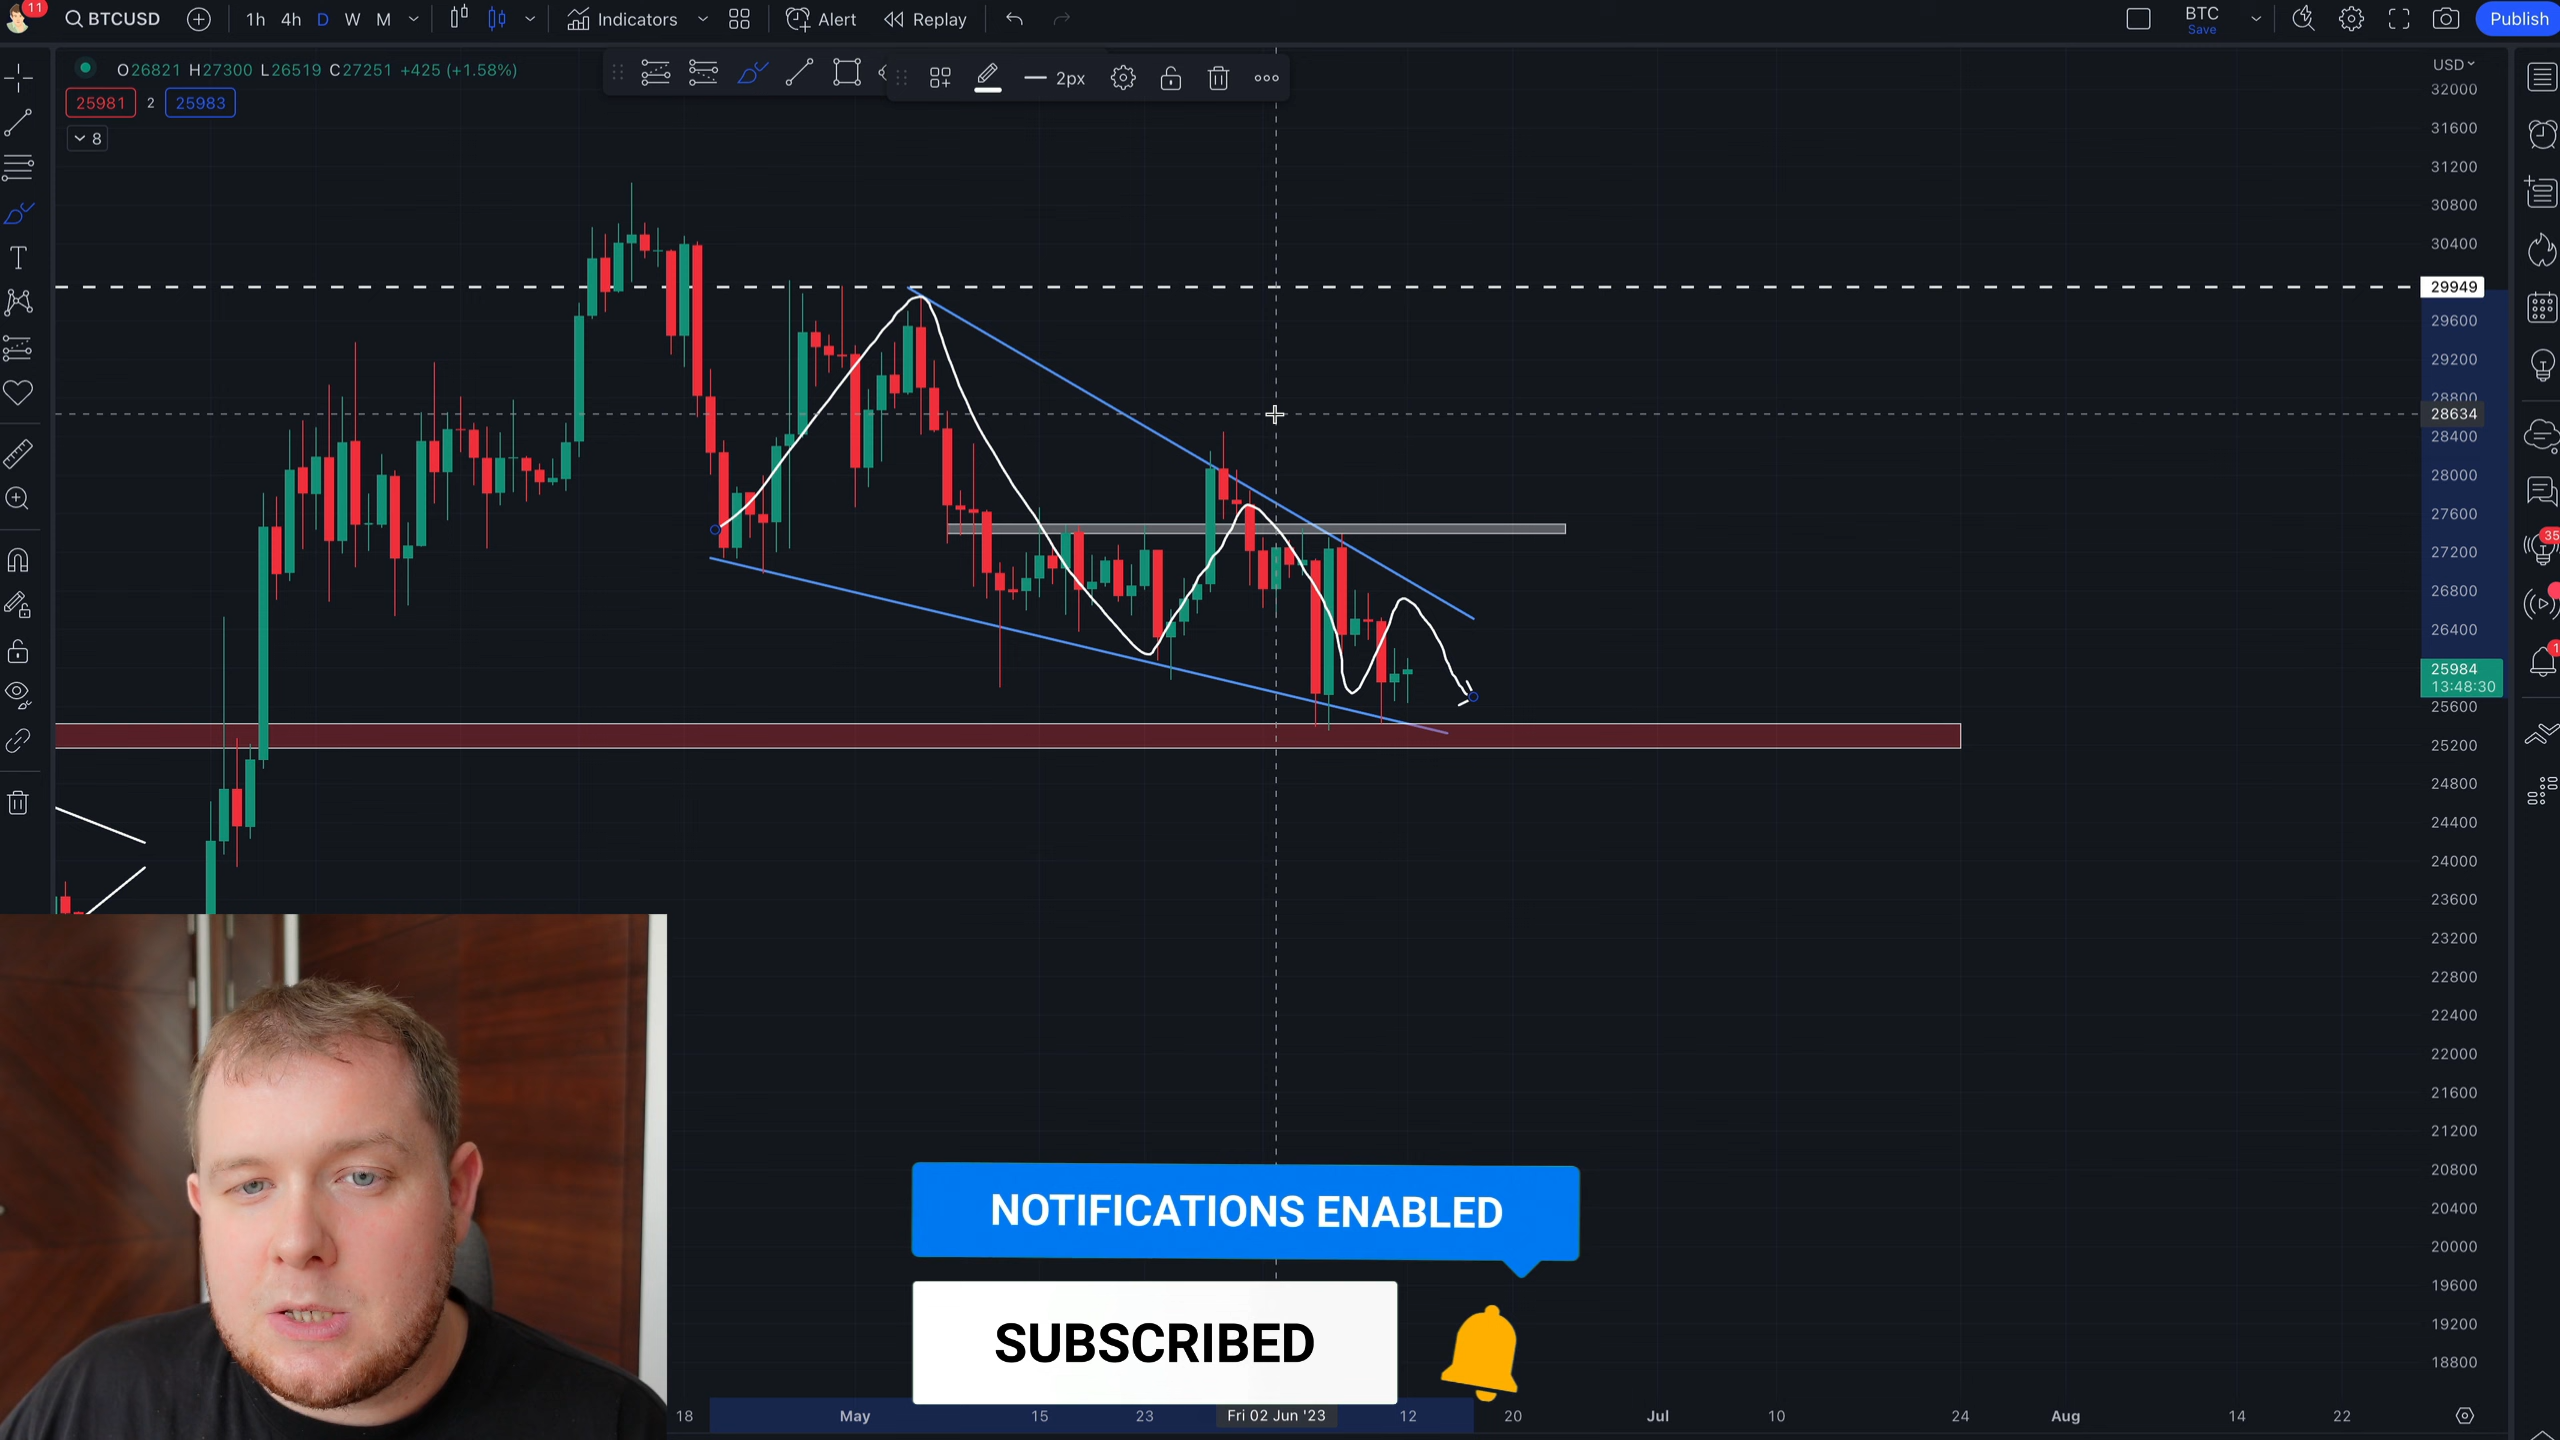 11
BTCUSD
1h 4h D W M
Indicators
Alert
Replay
BTC
Save
Publish
O26821 H27300 L26519 C27251 +425 (+1.58%)
2px
25981 2 25983
8
USD
32000
31600
31200
30800
30400
29949
29600
29200
28800
28634
28400
28000
27600
27200
26800
26400
25984
13:48:30
25600
25200
24800
24400
24000
23600
23200
22800
22400
22000
21600
21200
20800
20400
20000
19600
19200
18800
35
1
NOTIFICATIONS ENABLED
SUBSCRIBED
18 May 15 23 Fri 02 Jun '23 12 20 Jul 10 24 Aug 14 22